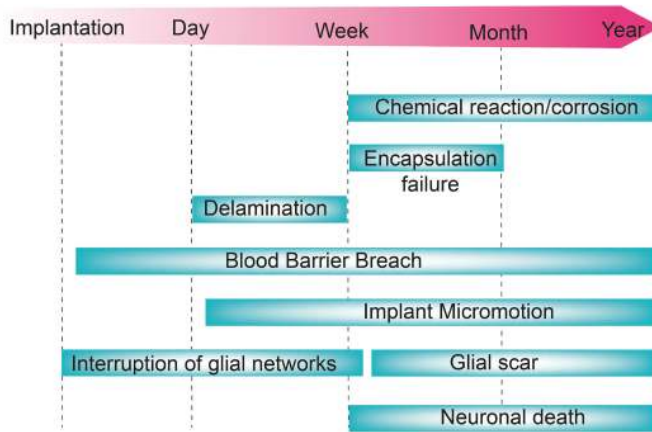 Implantation Day Week Month Year
Chemical reaction/corrosion
Encapsulation
failure
Delamination
Blood Barrier Breach
Implant Micromotion
Interruption of glial networks Glial scar
Neuronal death